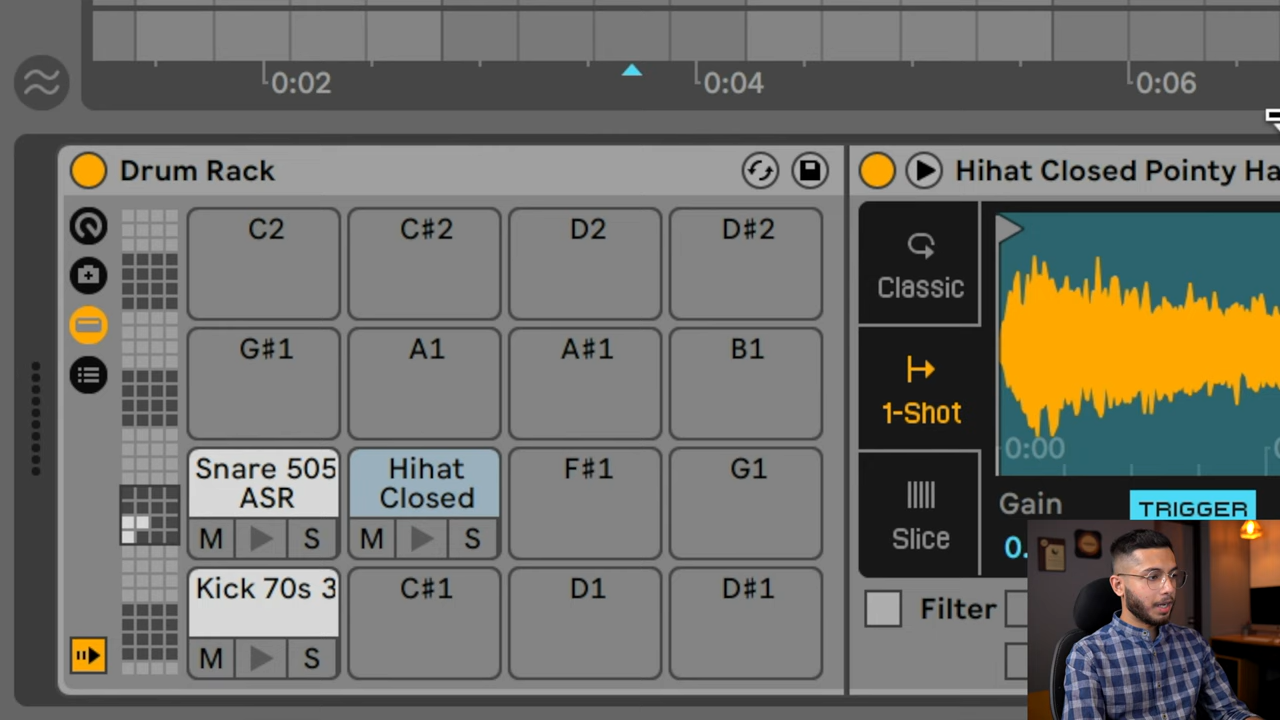 0:02
0:04
0:06
Drum Rack
Hihat Closed Pointy Ha
C2
C♯2
D2
D♯2
Classic
G♯1
A1
A♯1
B1
1-Shot
0:00
Snare 505
ASR
Hihat
Closed
F♯1
G1
M
S
M
S
Slice
Gain
TRIGGER
0.
Kick 70s 3
C♯1
D1
D♯1
Filter
M
S